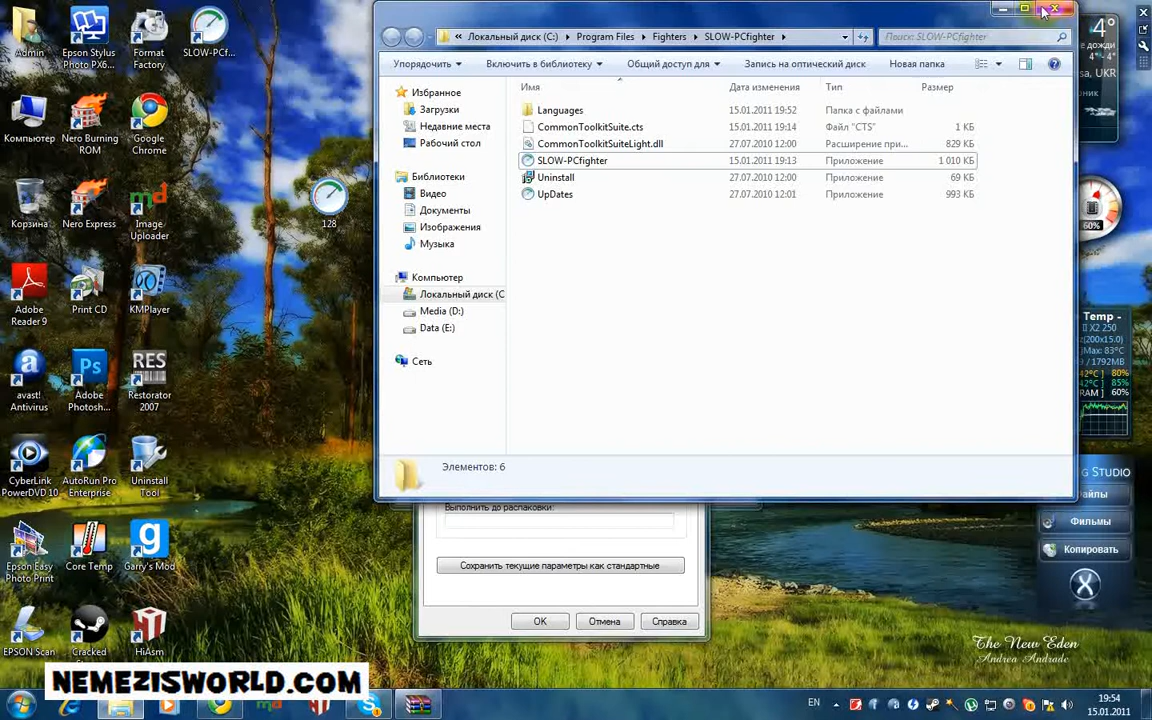 Admin
Epson Stylus
Photo PX6...
Format
Factory
SLOW-PCf...
Компьютер
Nero Burning
ROM
Google
Chrome
Корзина
Nero Express
Image
Uploader
128
Adobe
Reader 9
Print CD
KMPlayer
avast!
Antivirus
Adobe
Photosh...
RES
Restorator
2007
CyberLink
PowerDVD 10
AutoRun Pro
Enterprise
Uninstall
Tool
Epson Easy
Photo Print
Core Temp
Garry's Mod
EPSON Scan
Cracked
HiAsm
« Локальный диск (C:) ▸ Program Files ▸ Fighters ▸ SLOW-PCfighter ▸
Поиск: SLOW-PCfighter
Упорядочить
Включить в библиотеку
Общий доступ для
Запись на оптический диск
Новая папка
Избранное
Загрузки
Недавние места
Рабочий стол
Библиотеки
Видео
Документы
Изображения
Музыка
Компьютер
Локальный диск (C
Media (D:)
Data (E:)
Сеть
Имя Дата изменения Тип Размер
Languages 15.01.2011 19:52 Папка с файлами
CommonToolkitSuite.cts 15.01.2011 19:14 Файл "CTS" 1 КБ
CommonToolkitSuiteLight.dll 27.07.2010 12:00 Расширение при... 829 КБ
SLOW-PCfighter 15.01.2011 19:13 Приложение 1 010 КБ
Uninstall 27.07.2010 12:00 Приложение 69 КБ
UpDates 27.07.2010 12:01 Приложение 993 КБ
Элементов: 6
Выполнить до распаковки:
Сохранить текущие параметры как стандартные
OK
Отмена
Справка
4°
дожди
4° - 4°
sa, UKR
60%
Temp -
X2 250
z(200x15.0)
jMax: 83°C
9 / 1792MB
42°C ] 80%
42°C ] 85%
RAM ] 60%
G STUDIO
Файлы
Фильмы
Копировать
The New Eden
Andrea Andrade
NEMEZISWORLD.COM
EN
19:54
15.01.2011